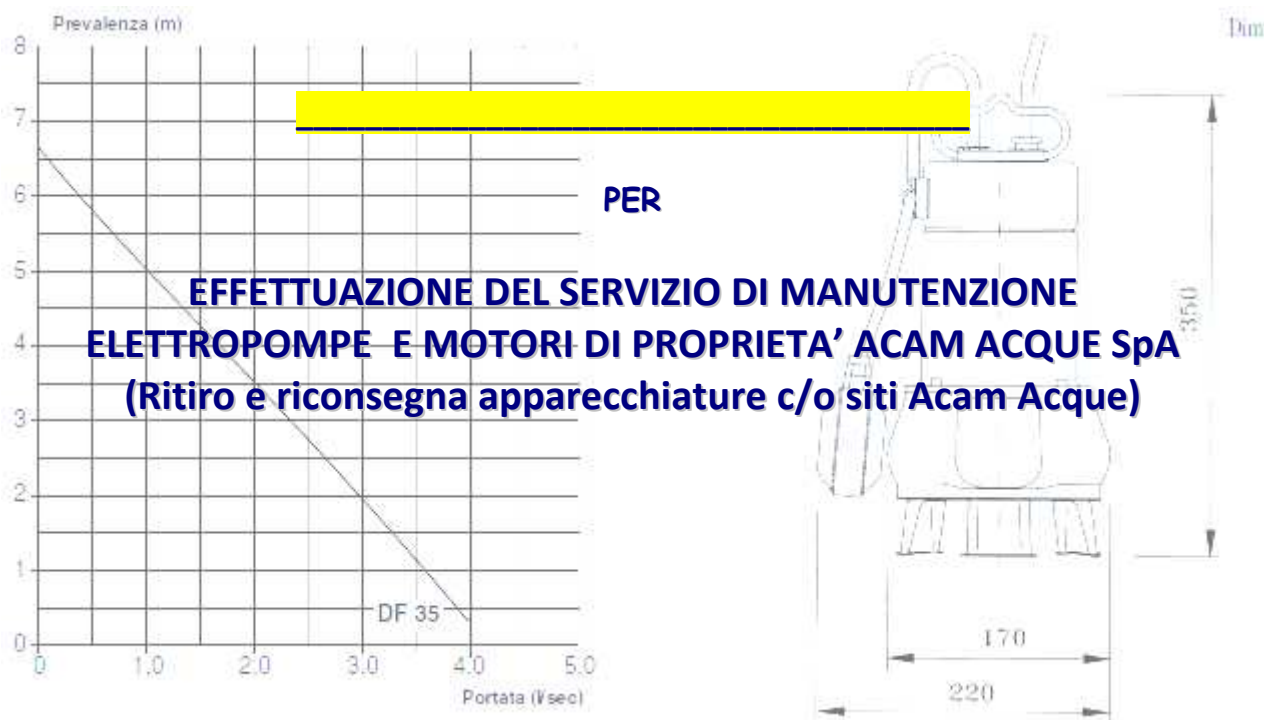 Prevalenza (m)
Dim
8
7
PER
6
5
EFFETTUAZIONE DEL SERVIZIO DI MANUTENZIONE
350
4
ELETTROPOMPE E MOTORI DI PROPRIETA’ ACAM ACQUE SpA
(Ritiro e riconsegna apparecchiature c/o siti Acam Acque)
3
2
1
DF 35
0
170
0 1.0 2.0 3.0 4.0 5.0
220
Portata (l/sec)